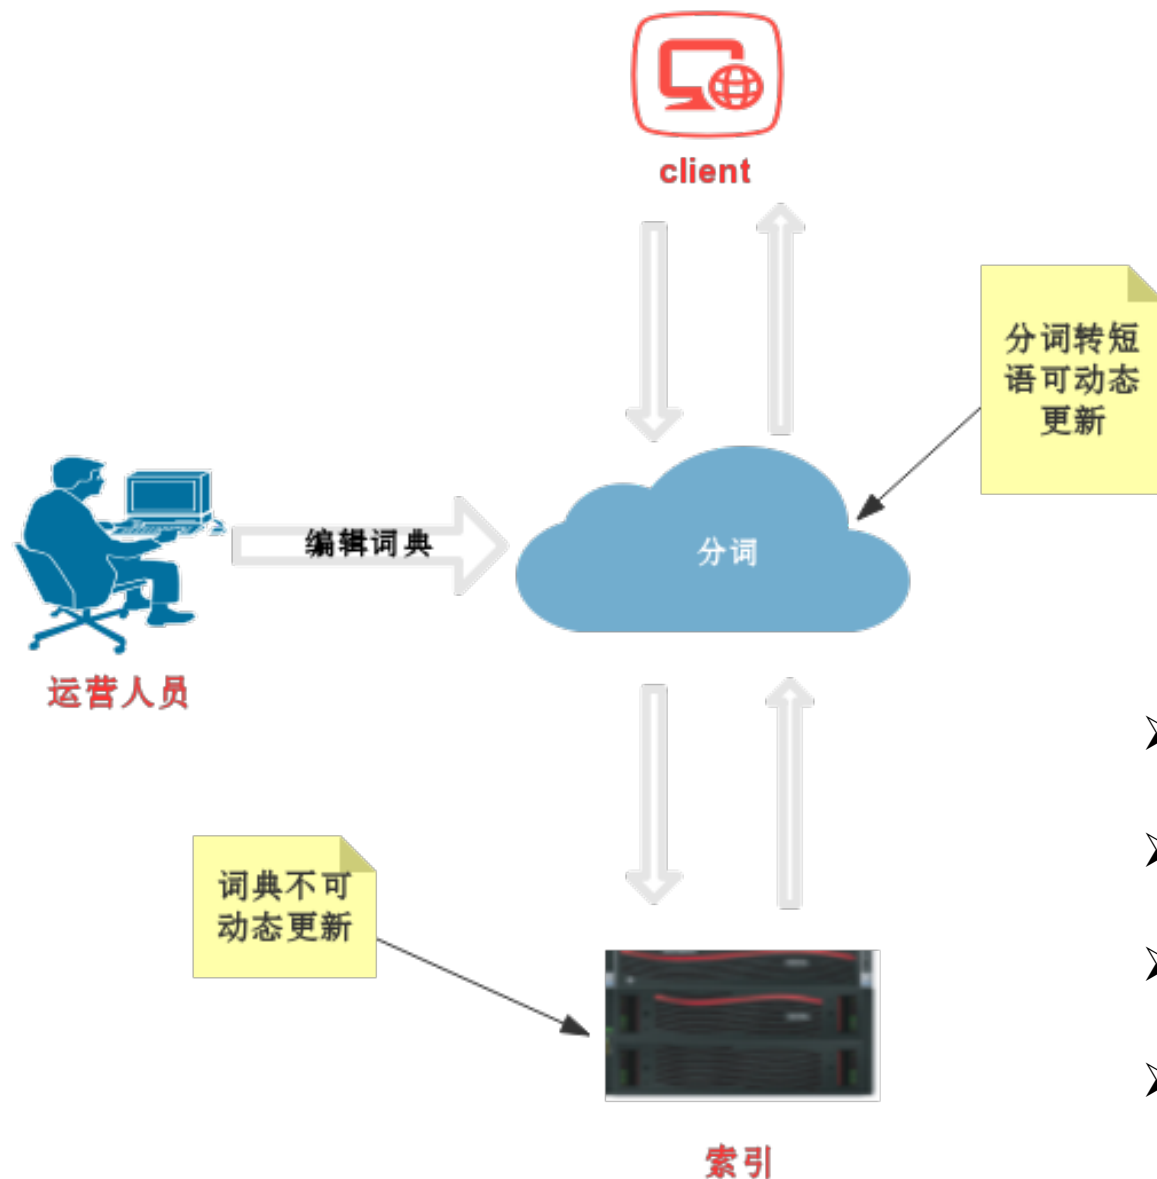 client
分词转短
语可动态
更新
编辑词典
分词
运营人员
词典不可
动态更新
索引